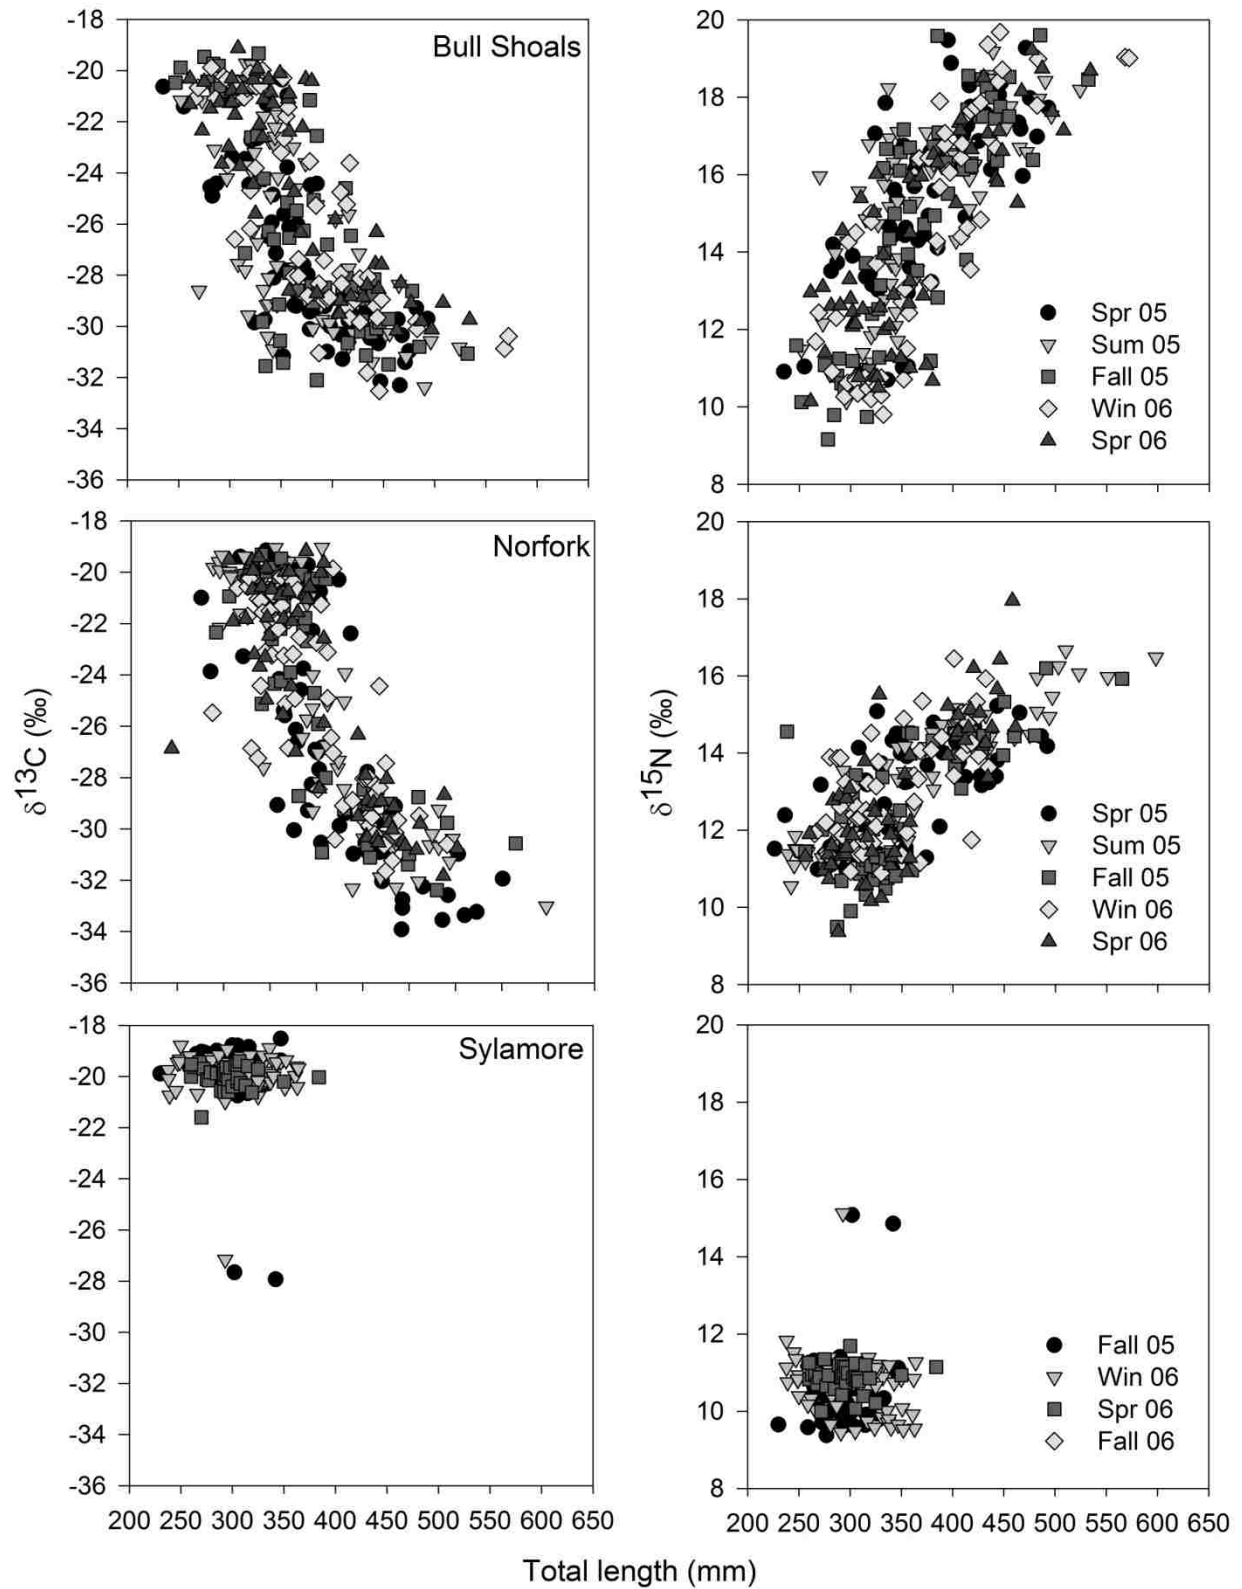 Bull Shoals
-18
-20
-22
-24
-26
-28
-30
-32
-34
-36
20
18
16
14
12
10
8
Spr 05
Sum 05
Fall 05
Win 06
Spr 06
Norfork
-18
-20
-22
-24
-26
-28
-30
-32
-34
-36
δ13C (‰)
20
18
16
14
12
10
8
δ15N (‰)
Spr 05
Sum 05
Fall 05
Win 06
Spr 06
Sylamore
-18
-20
-22
-24
-26
-28
-30
-32
-34
-36
200 250 300 350 400 450 500 550 600 650
20
18
16
14
12
10
8
Fall 05
Win 06
Spr 06
Fall 06
200 250 300 350 400 450 500 550 600 650
Total length (mm)